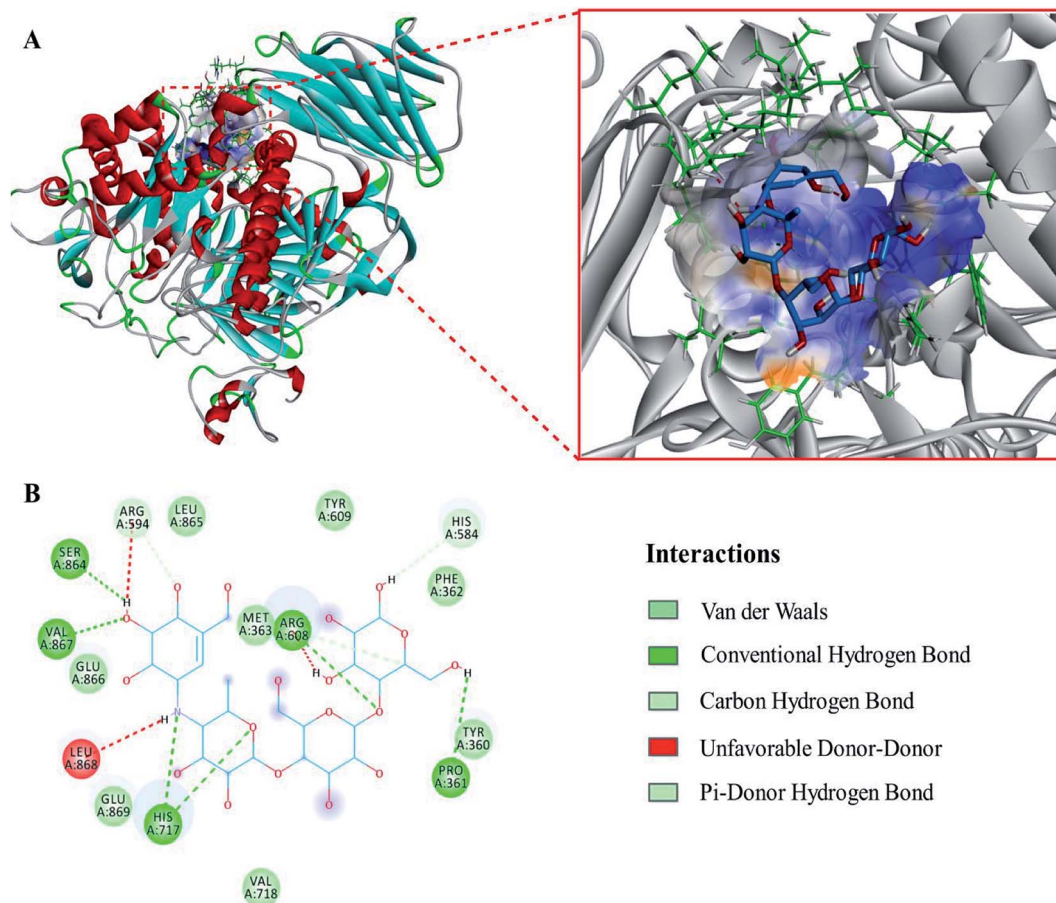 A
B
ARG
A:594
LEU
A:865
TYR
A:609
HIS
A:584
SER
A:864
PHE
A:362
H
H
O
O
O
O
O
O
VAL
A:867
MET
A:363
ARG
A:608
GLU
A:866
O
O
O
H
O
H
O
N
H
O
O
O
O
TYR
A:360
LEU
A:868
PRO
A:361
O
O
O
O
GLU
A:869
HIS
A:717
O
O
VAL
A:718
Interactions
Van der Waals
Conventional Hydrogen Bond
Carbon Hydrogen Bond
Unfavorable Donor-Donor
Pi-Donor Hydrogen Bond